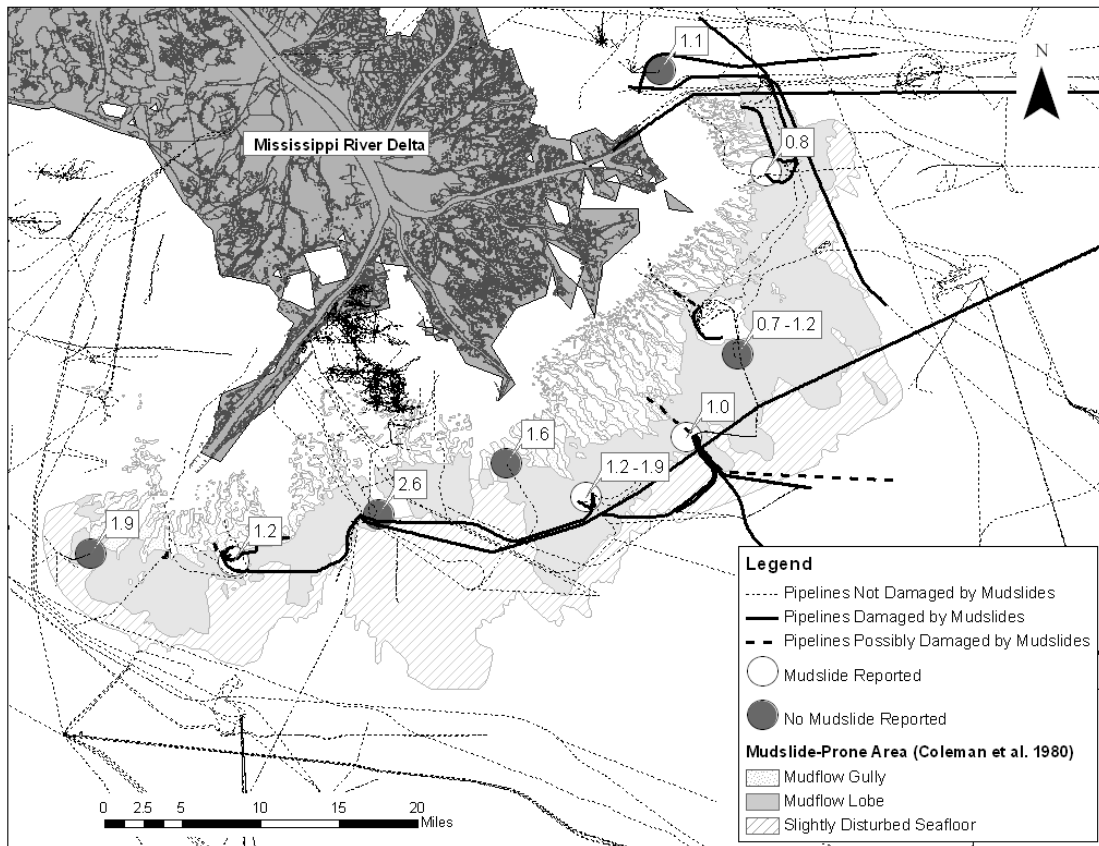 1.1
N
Mississippi River Delta
0.8
0.7 - 1.2
1.0
1.6
1.2 - 1.9
2.6
1.9
1.2
Legend
Pipelines Not Damaged by Mudslides
Pipelines Damaged by Mudslides
Pipelines Possibly Damaged by Mudslides
Mudslide Reported
No Mudslide Reported
Mudslide-Prone Area (Coleman et al. 1980)
Mudflow Gully
Mudflow Lobe
Slightly Disturbed Seafloor
0 2.5 5 10 15 20
Miles